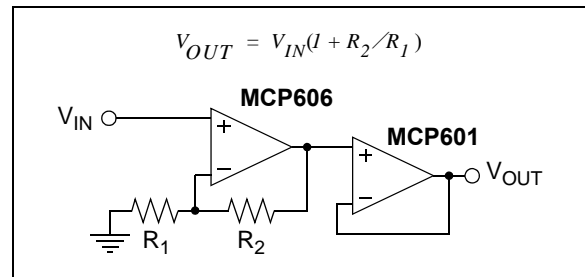 V_OUT = V_IN(1 + R_2/R_1)
MCP606
V_IN
+
−
MCP601
+
−
V_OUT
R_1
R_2